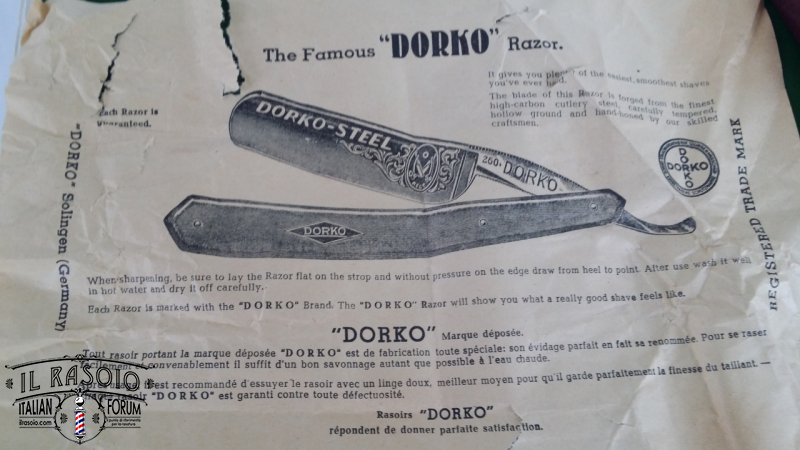 The Famous "DORKO" Razor.
It gives you of the easiest, smoothest shaves
you've ever had.
The blade of this Razor is forged from the finest
high-carbon cutlery steel, carefully tempered,
hollow ground and hand-honed by our skilled
craftsmen.
Each Razor is
guaranteed.
DORKO-STEEL
260.
DORKO
DORKO
DORKO
DORKO
"DORKO" Solingen (Germany)
REGISTERED TRADE MARK
When sharpening, be sure to lay the Razor flat on the strop and without pressure on the edge draw from heel to point. After use wash it well
in hot water and dry it off carefully.
Each Razor is marked with the "DORKO" Brand. The "DORKO" Razor will show you what a really good shave feels like.
"DORKO" Marque déposée.
Tout rasoir portant la marque déposée "DORKO" est de fabrication toute spéciale: son évidage parfait en fait sa renommée. Pour se raser
et convenablement il suffit d'un bon savonnage autant que possible à l'eau chaude.
il est recommandé d'essuyer le rasoir avec un linge doux, meilleur moyen pour qu'il garde parfaitement la finesse du taillant. —
rasoir "DORKO" est garanti contre toute défectuosité.
Rasoirs "DORKO"
répondent de donner parfaite satisfaction.
IL RASOIO
ITALIAN FORUM
ilrasoio.com